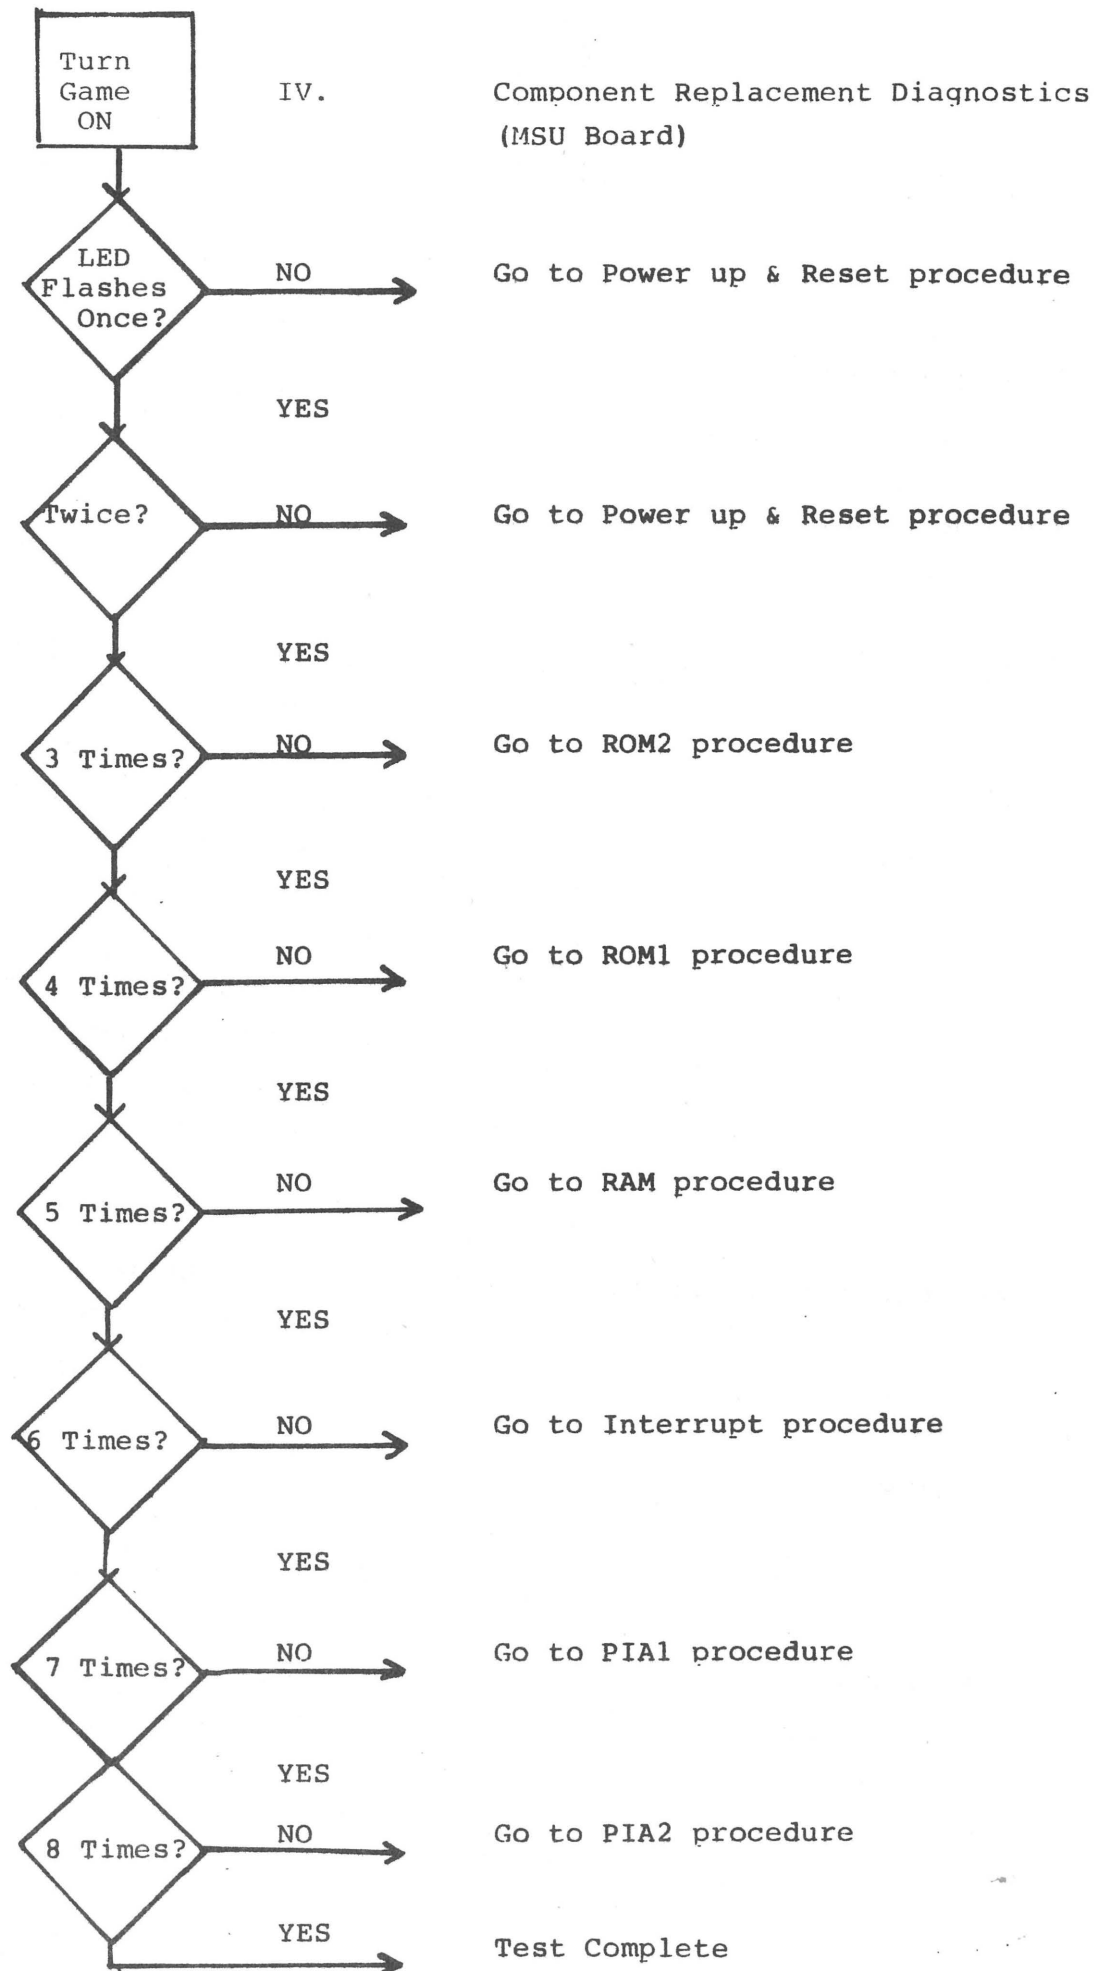 Turn
Game
ON
IV.
Component Replacement Diagnostics
(MSU Board)
LED
Flashes
Once?
NO
Go to Power up & Reset procedure
YES
Twice?
NO
Go to Power up & Reset procedure
YES
3 Times?
NO
Go to ROM2 procedure
YES
4 Times?
NO
Go to ROM1 procedure
YES
5 Times?
NO
Go to RAM procedure
YES
6 Times?
NO
Go to Interrupt procedure
YES
7 Times?
NO
Go to PIA1 procedure
YES
8 Times?
NO
Go to PIA2 procedure
YES
Test Complete